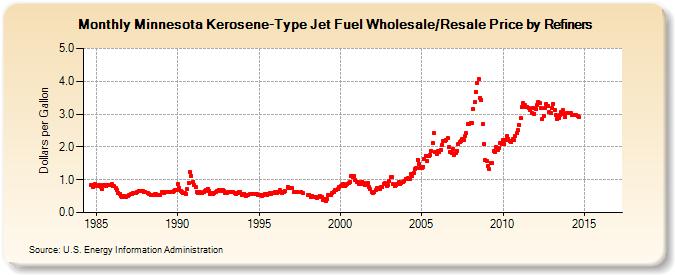 Monthly Minnesota Kerosene-Type Jet Fuel Wholesale/Resale Price by Refiners
Dollars per Gallon
5.0
4.0
3.0
2.0
1.0
0.0
1985 1990 1995 2000 2005 2010 2015
Source: U.S. Energy Information Administration